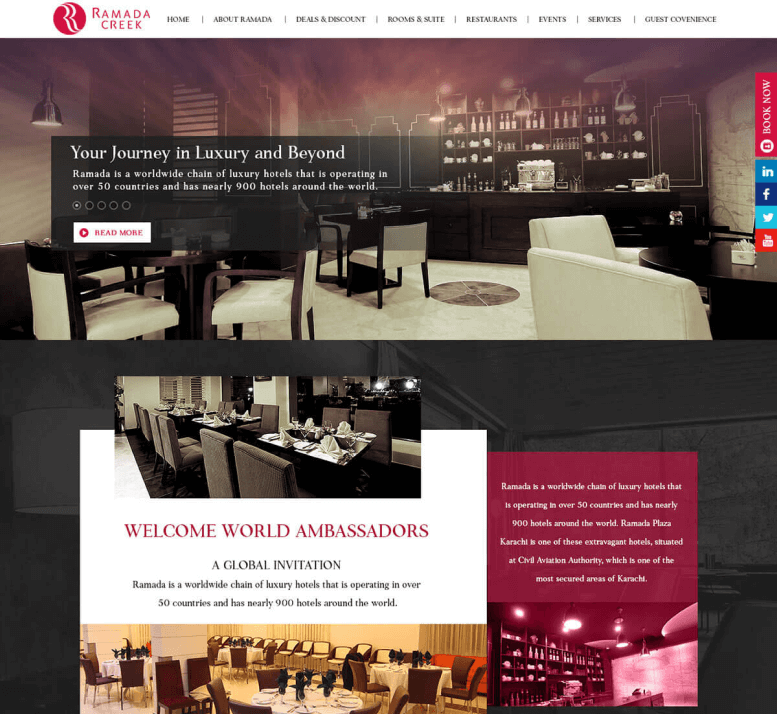 RAMADA
CREEK
HOME | ABOUT RAMADA | DEALS & DISCOUNT | ROOMS & SUITE | RESTAURANTS | EVENTS | SERVICES | GUEST COVENIENCE
BOOK NOW
Your Journey in Luxury and Beyond
Ramada is a worldwide chain of luxury hotels that is operating in
over 50 countries and has nearly 900 hotels around the world.
READ MORE
in
f
You
Ramada is a worldwide chain of luxury hotels that
is operating in over 50 countries and has nearly
900 hotels around the world. Ramada Plaza
Karachi is one of these extravagant hotels, situated
at Civil Aviation Authority, which is one of the
most secured areas of Karachi.
WELCOME WORLD AMBASSADORS
A GLOBAL INVITATION
Ramada is a worldwide chain of luxury hotels that is operating in over
50 countries and has nearly 900 hotels around the world.